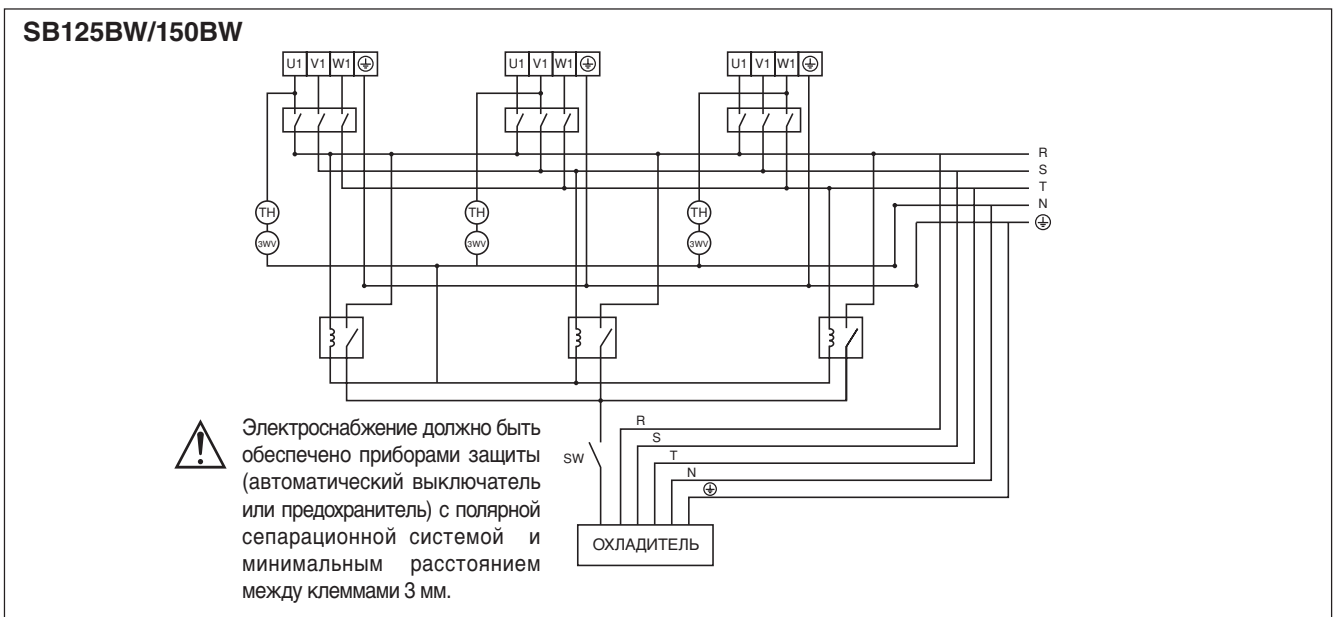 SB125BW/150BW
U1 V1 W1 U1 V1 W1 U1 V1 W1
R
S
T
N
TH TH TH
3WV 3WV 3WV
R
S
T
N
SW
ОХЛАДИТЕЛЬ
Электроснабжение должно быть
обеспечено приборами защиты
(автоматический выключатель
или предохранитель) с полярной
сепарационной системой и
минимальным расстоянием
между клеммами 3 мм.